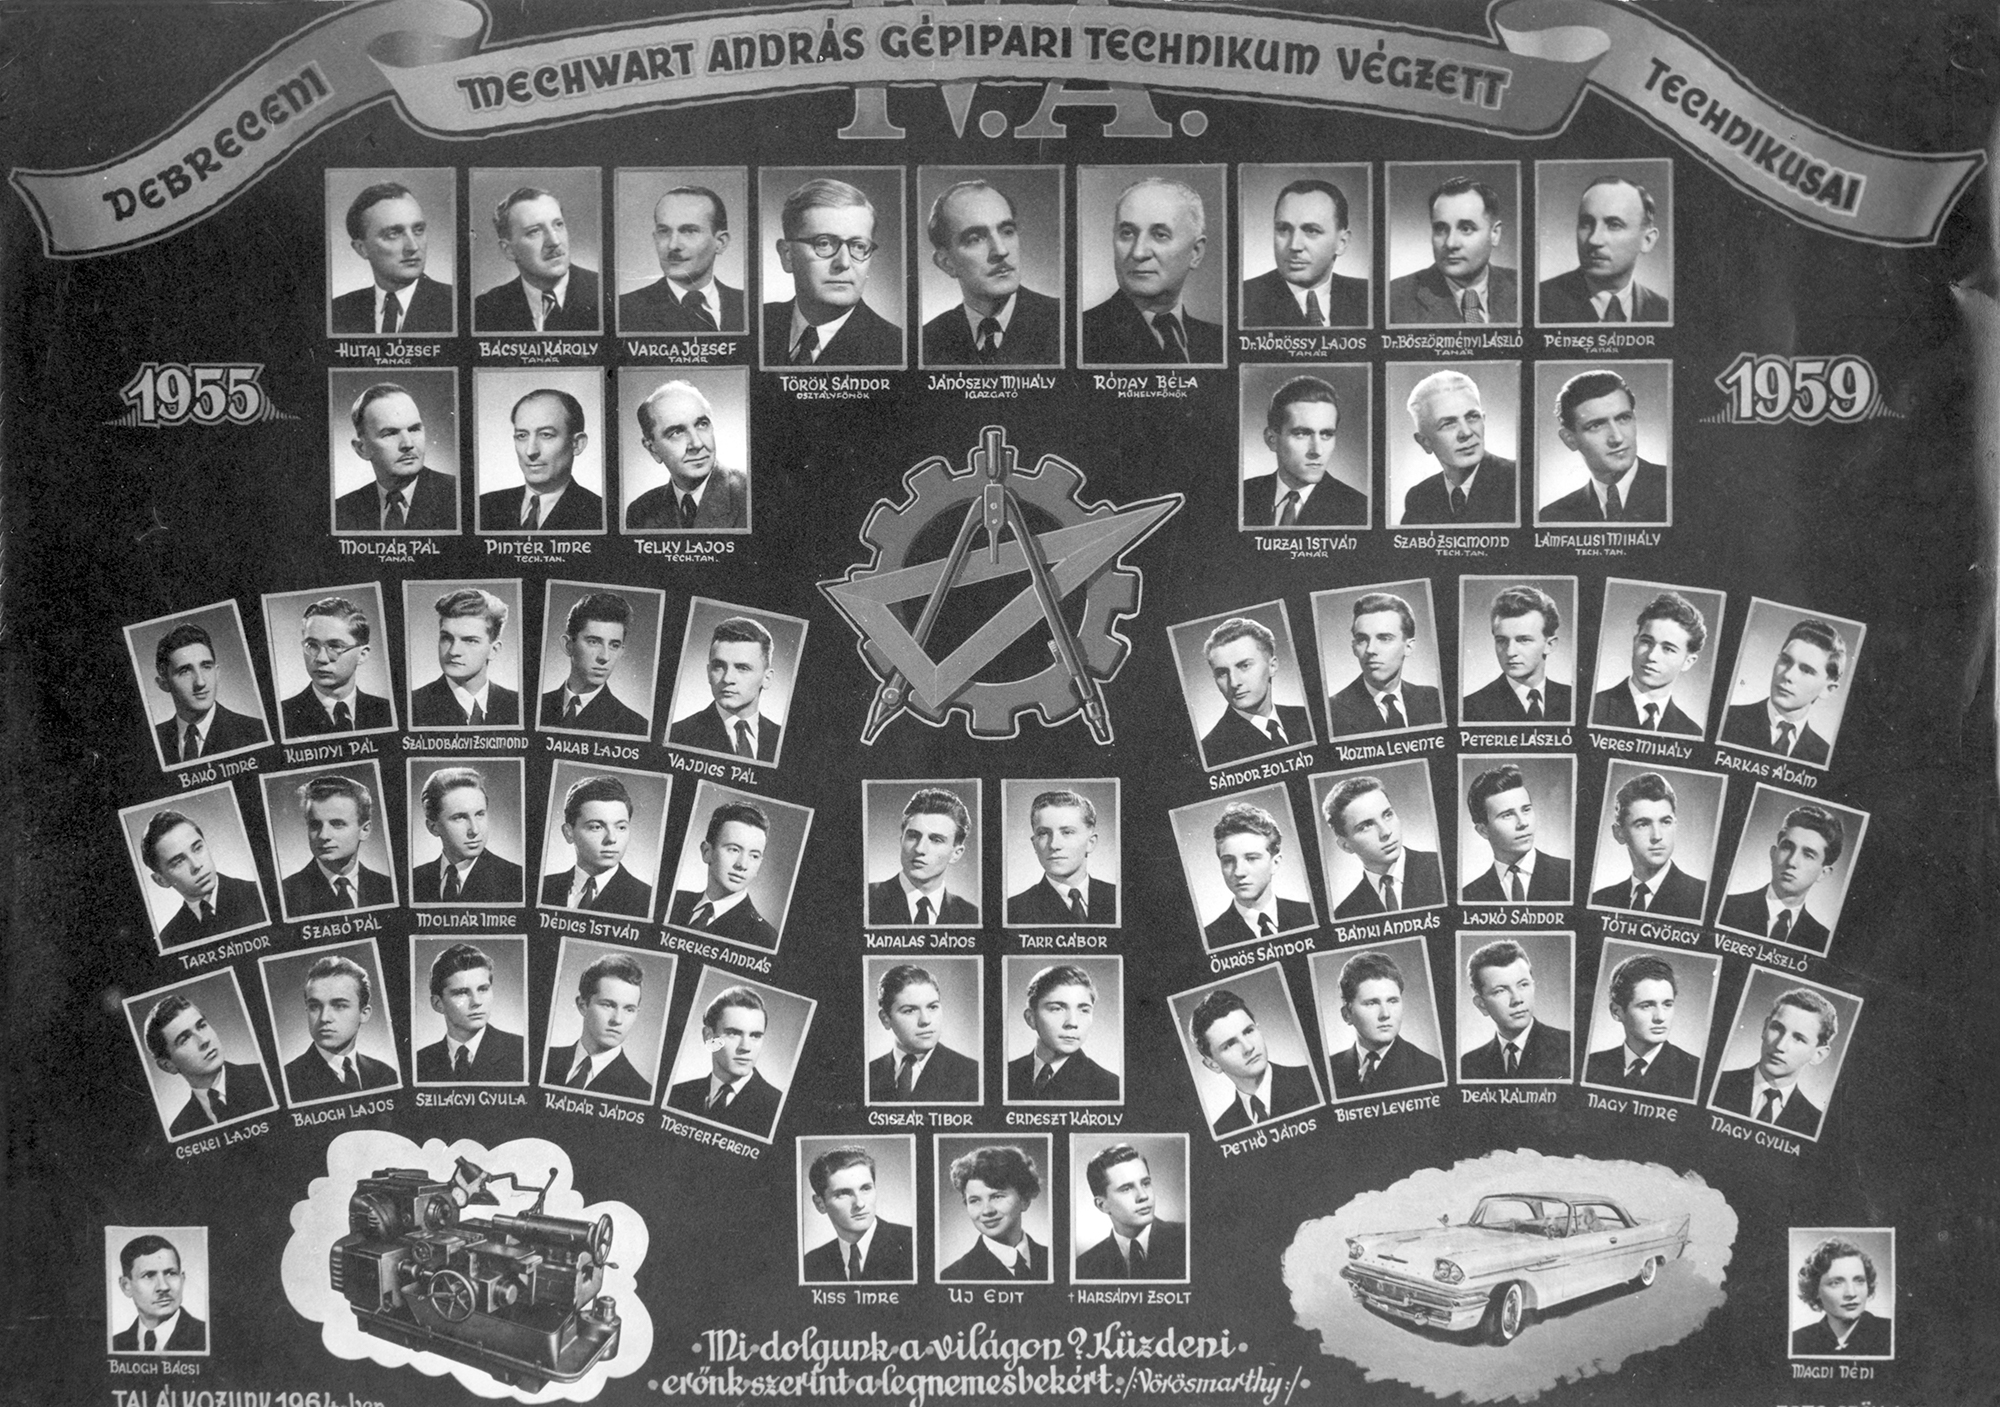 IV.A.
DEBRECENI MECHWART ANDRÁS GÉPIPARI TECHNIKUM VÉGZETT TECHNIKUSAI
1955
1959
HUTAI JÓZSEF
TANÁR
BÁCSKAI KÁROLY
TANÁR
VARGA JÓZSEF
TANÁR
TÖRÖK SÁNDOR
OSZTÁLYFŐNÖK
JÁNÓSZKY MIHÁLY
IGAZGATÓ
RÓNAY BÉLA
MŰHELYFŐNÖK
Dr. KŐRÖSSY LAJOS
TANÁR
Dr. BÖSZÖRMÉNYI LÁSZLÓ
TANÁR
PÉNZES SÁNDOR
TANÁR
MOLNÁR PÁL
TANÁR
PINTÉR IMRE
TECH. TAN.
TELKY LAJOS
TECH. TAN.
TURZAI ISTVÁN
TANÁR
SZABÓ ZSIGMOND
TECH. TAN.
LÁMFALUSI MIHÁLY
TECH. TAN.
BAKÓ IMRE
KUBINYI PÁL
SZÁLDOBÁGYI ZSIGMOND
JAKAB LAJOS
VAJDICS PÁL
SÁNDOR ZOLTÁN
KOZMA LEVENTE
PETERLE LÁSZLÓ
VERES MIHÁLY
FARKAS ÁDÁM
TARR SÁNDOR
SZABÓ PÁL
MOLNÁR IMRE
NÉDICS ISTVÁN
KEREKES ANDRÁS
KANALAS JÁNOS
TARR GÁBOR
ÖKRÖS SÁNDOR
BÁNKI ANDRÁS
LAJKÓ SÁNDOR
TÓTH GYÖRGY
VERES LÁSZLÓ
CSEKEI LAJOS
BALOGH LAJOS
SZILÁGYI GYULA
KÁDÁR JÁNOS
MESTER FERENC
CSISZÁR TIBOR
ERNESZT KÁROLY
PETHŐ JÁNOS
BISTEY LEVENTE
DEÁK KÁLMÁN
NAGY IMRE
NAGY GYULA
KISS IMRE
UJ EDIT
† HARSÁNYI ZSOLT
BALOGH BÁCSI
MAGDI NÉNI
•Mi•dolgunk•a•világon?Küzdeni•
•erőnk•szerint•a•legnemesbekért./:Vörösmarthy:/•
TALÁLKOZUNK 1964-ben